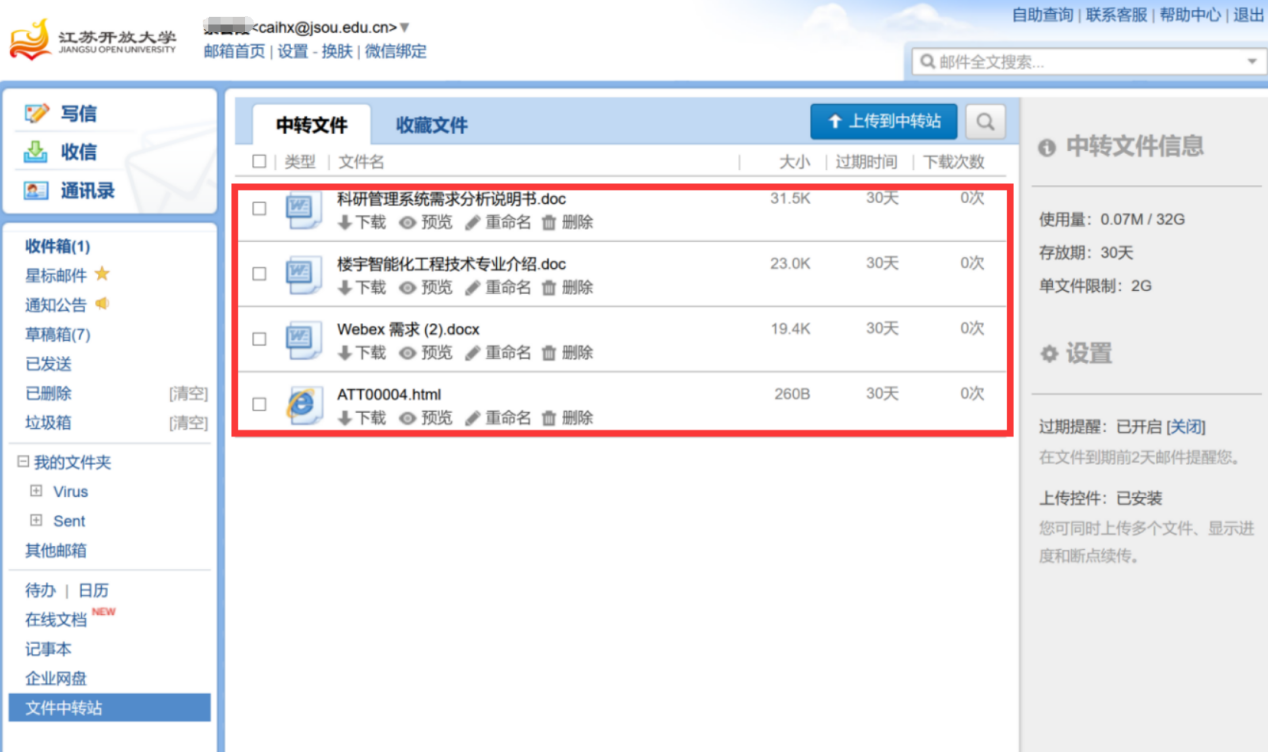 江苏开放大学
JIANGSU OPEN UNIVERSITY
<caihx@jsou.edu.cn>
邮箱首页 | 设置 - 换肤 | 微信绑定
自助查询 | 联系客服 | 帮助中心 | 退出
邮件全文搜索...
写信
收信
通讯录
收件箱(1)
星标邮件
通知公告
草稿箱(7)
已发送
已删除 [清空]
垃圾箱 [清空]
我的文件夹
Virus
Sent
其他邮箱
待办 | 日历
在线文档 NEW
记事本
企业网盘
文件中转站
中转文件 收藏文件 上传到中转站
类型 | 文件名 | 大小 | 过期时间 | 下载次数
科研管理系统需求分析说明书.doc 31.5K 30天 0次
下载 预览 重命名 删除
楼宇智能化工程技术专业介绍.doc 23.0K 30天 0次
下载 预览 重命名 删除
Webex 需求 (2).docx 19.4K 30天 0次
下载 预览 重命名 删除
ATT00004.html 260B 30天 0次
下载 预览 重命名 删除
中转文件信息
使用量：0.07M / 32G
存放期：30天
单文件限制：2G
设置
过期提醒：已开启 [关闭]
在文件到期前2天邮件提醒您。
上传控件：已安装
您可同时上传多个文件、显示进
度和断点续传。